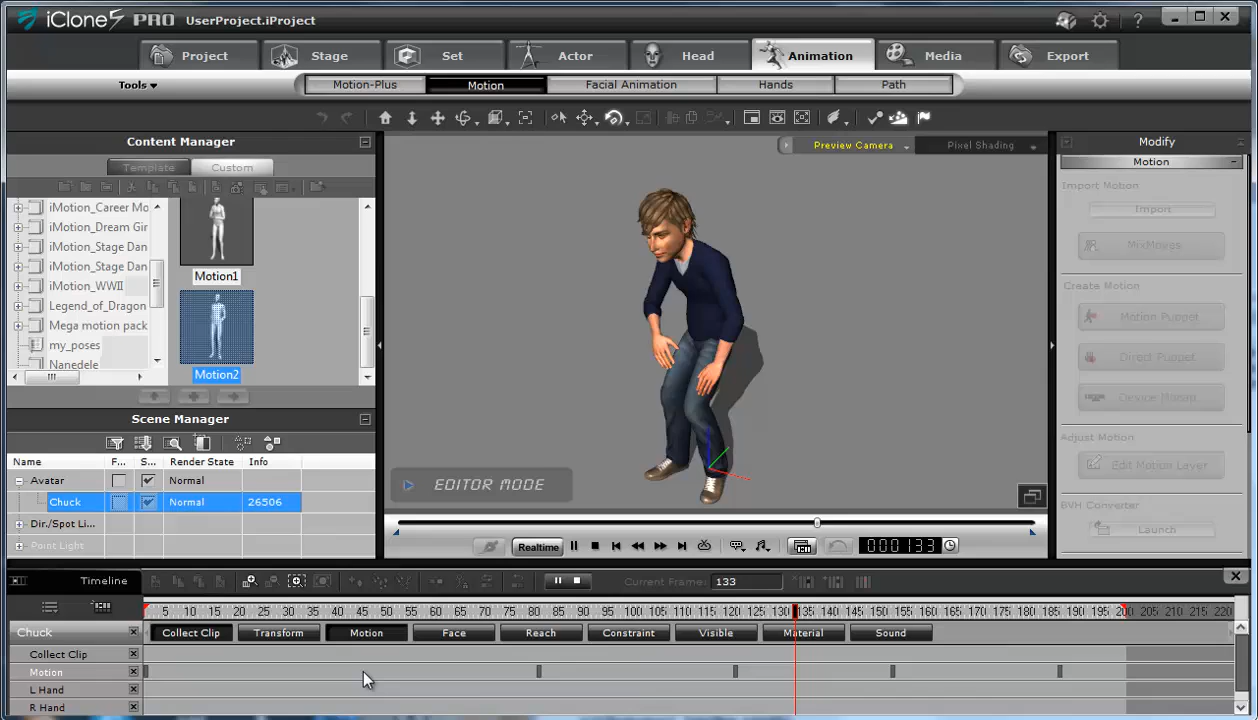 iClone5 PRO UserProject.iProject
Project Stage Set Actor Head Animation Media Export
Tools Motion-Plus Motion Facial Animation Hands Path
Content Manager
Template Custom
iMotion_Career Mo
iMotion_Dream Gir
iMotion_Stage Dan
iMotion_Stage Dan
iMotion_WWII
Legend_of_Dragon
Mega motion pack
my_poses
Nanedele
Motion1
Motion2
Preview Camera Pixel Shading
EDITOR MODE
Modify
Motion
Import Motion
Import
MixMoves
Create Motion
Motion Puppet
Direct Puppet
Device Mocap
Adjust Motion
Edit Motion Layer
BVH Converter
Launch
Scene Manager
Name F... S... Render State Info
Avatar Normal
Chuck Normal 26506
Dir./Spot Li...
Point Light Normal
Realtime 000133
Timeline Current Frame: 133
5 10 15 20 25 30 35 40 45 50 55 60 65 70 75 80 85 90 95 100 105 110 115 120 125 130 135 140 145 150 155 160 165 170 175 180 185 190 195 200 205 210 215 220
Chuck Collect Clip Transform Motion Face Reach Constraint Visible Material Sound
Collect Clip
Motion
L Hand
R Hand